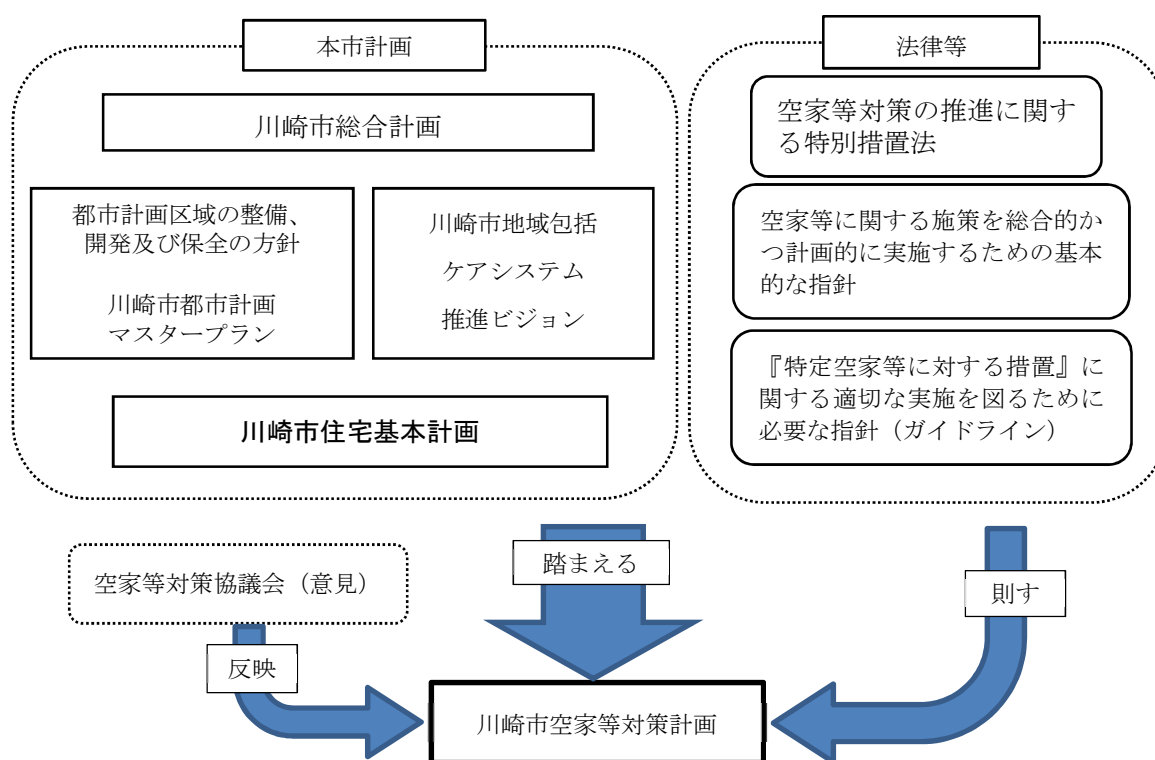 本市計画
川崎市総合計画
都市計画区域の整備、
開発及び保全の方針
川崎市都市計画
マスタープラン
川崎市地域包括
ケアシステム
推進ビジョン
川崎市住宅基本計画
法律等
空家等対策の推進に関す
る特別措置法
空家等に関する施策を総合的か
つ計画的に実施するための基本
的な指針
『特定空家等に対する措置』に
関する適切な実施を図るために
必要な指針（ガイドライン）
空家等対策協議会（意見）
踏まえる
則す
反映
川崎市空家等対策計画